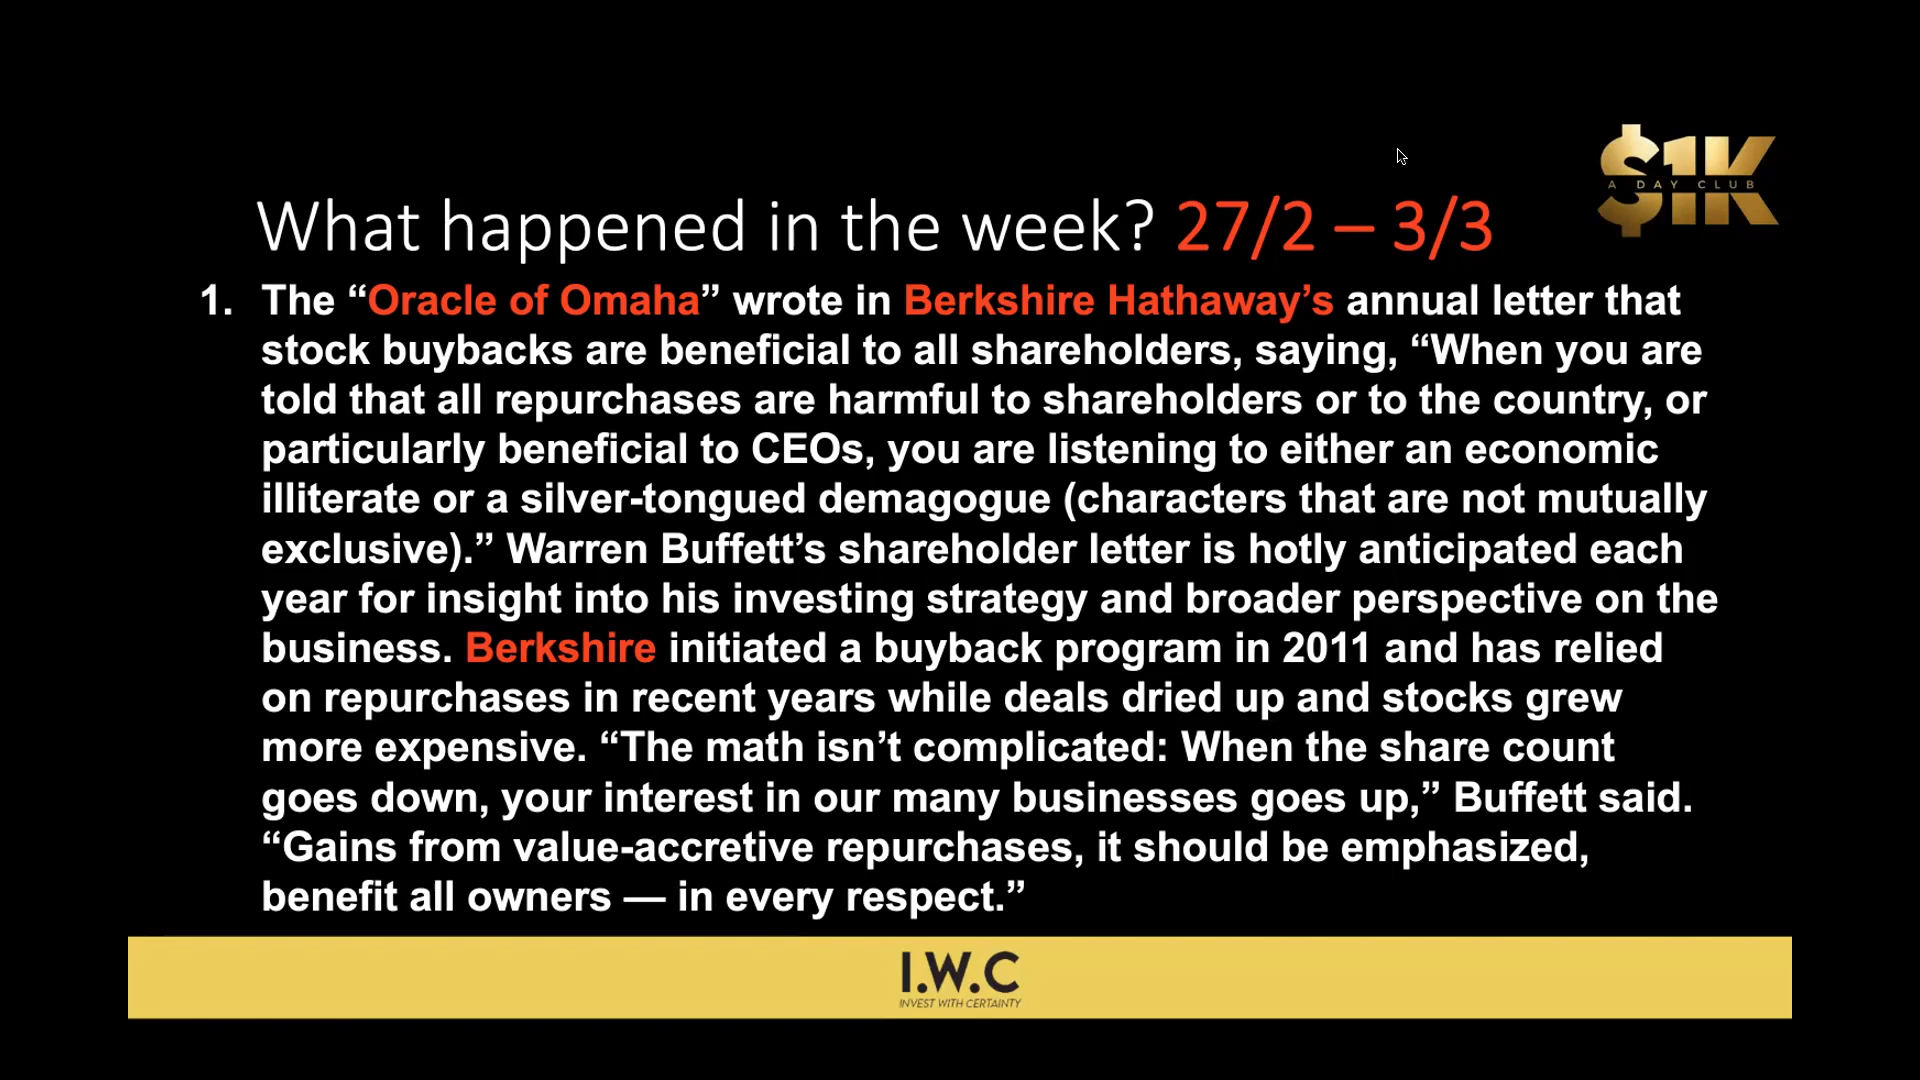 $1K
A DAY CLUB
What happened in the week? 27/2 – 3/3
1. The “Oracle of Omaha” wrote in Berkshire Hathaway’s annual letter that
stock buybacks are beneficial to all shareholders, saying, “When you are
told that all repurchases are harmful to shareholders or to the country, or
particularly beneficial to CEOs, you are listening to either an economic
illiterate or a silver-tongued demagogue (characters that are not mutually
exclusive).” Warren Buffett’s shareholder letter is hotly anticipated each
year for insight into his investing strategy and broader perspective on the
business. Berkshire initiated a buyback program in 2011 and has relied
on repurchases in recent years while deals dried up and stocks grew
more expensive. “The math isn’t complicated: When the share count
goes down, your interest in our many businesses goes up,” Buffett said.
“Gains from value-accretive repurchases, it should be emphasized,
benefit all owners — in every respect.”
I.W.C
INVEST WITH CERTAINTY